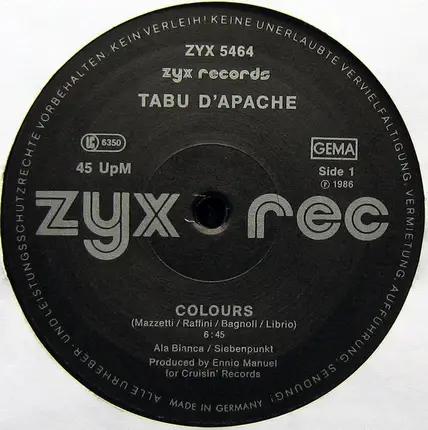 ALLE URHEBER- UND LEISTUNGSSCHUTZRECHTE VORBEHALTEN. KEIN VERLEIH! KEINE UNERLAUBTE VERVIELFÄLTIGUNG, VERMIETUNG, AUFFÜHRUNG, SENDUNG!
ZYX 5464
zyx records
TABU D'APACHE
LC 6350
GEMA
45 UpM
Side 1
℗ 1986
zyx rec
COLOURS
(Mazzetti / Raffini / Bagnoli / Librio)
6:45
Ala Bianca / Siebenpunkt
Produced by Ennio Manuel
for Cruisin' Records
MADE IN GERMANY